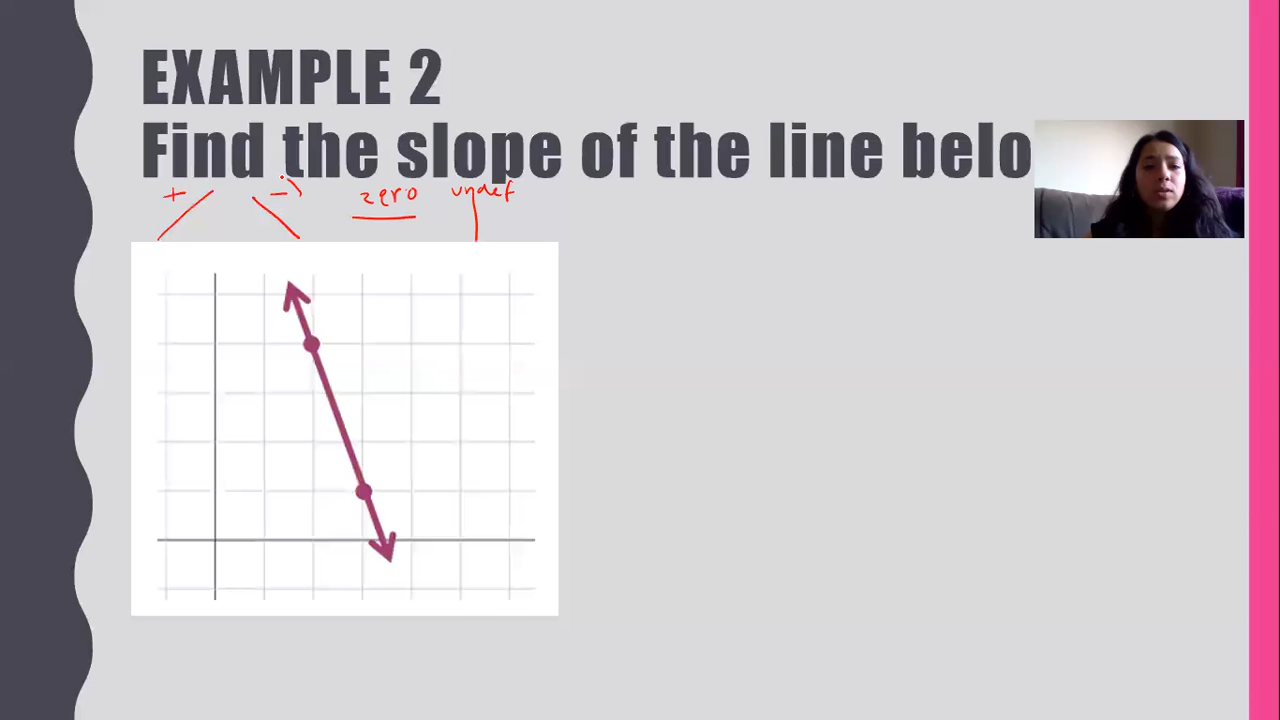 EXAMPLE 2
Find the slope of the line belo
+ - zero undef